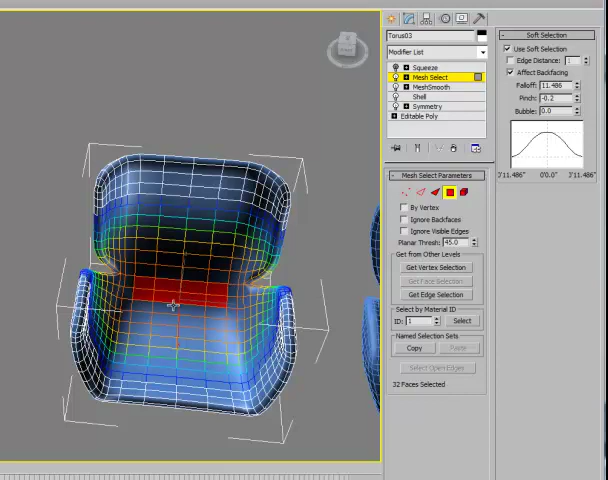 Torus03
Modifier List
Squeeze
Mesh Select
MeshSmooth
Shell
Symmetry
Editable Poly
- Mesh Select Parameters
By Vertex
Ignore Backfaces
Ignore Visible Edges
Planar Thresh: 45.0
Get from Other Levels
Get Vertex Selection
Get Face Selection
Get Edge Selection
Select by Material ID
ID: 1 Select
Named Selection Sets
Copy Paste
Select Open Edges
32 Faces Selected
- Soft Selection
Use Soft Selection
Edge Distance: 1
Affect Backfacing
Falloff: 11.486
Pinch: -0.2
Bubble: 0.0
0'0.0"